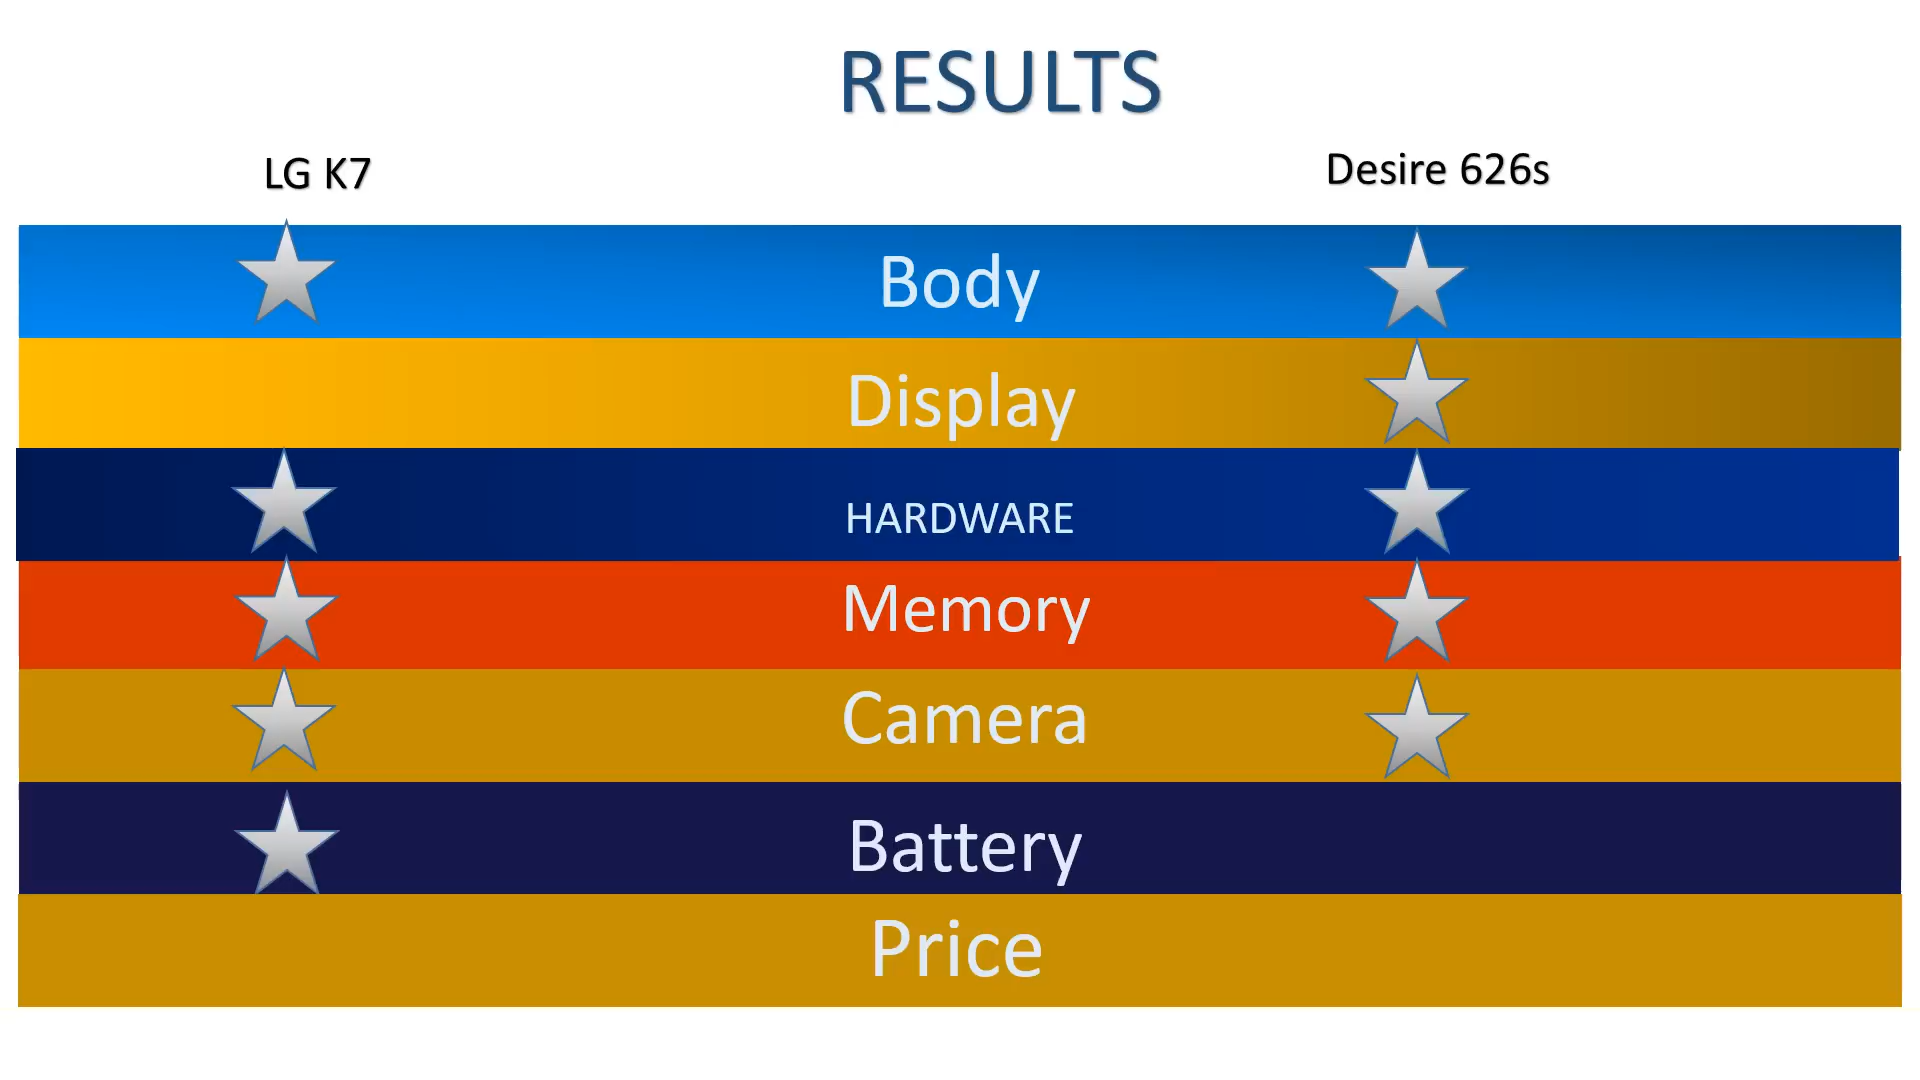 RESULTS
LG K7
Desire 626s
Body
Display
HARDWARE
Memory
Camera
Battery
Price